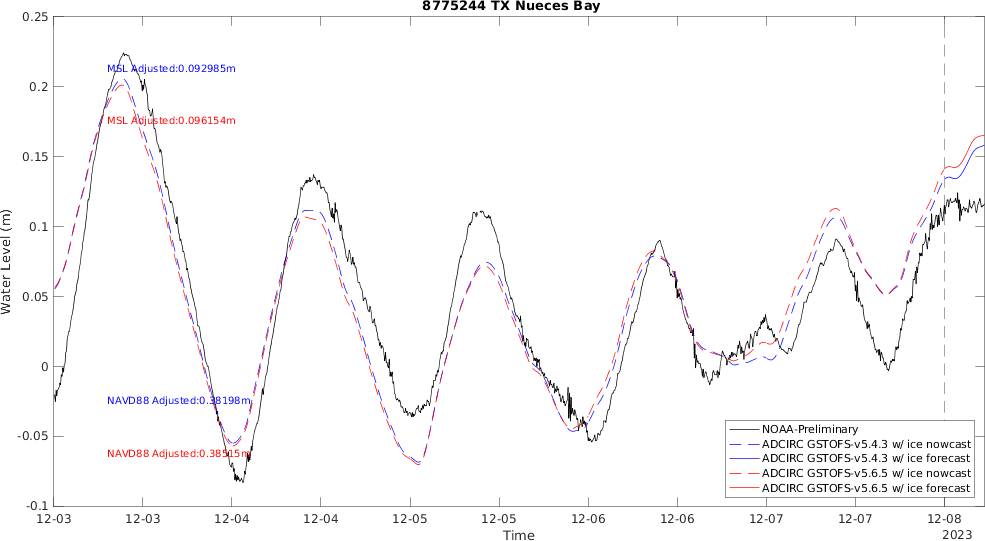 8775244 TX Nueces Bay
0.25
0.2
0.15
0.1
0.05
0
-0.05
-0.1
Water Level (m)
MSL Adjusted:0.092985m
MSL Adjusted:0.096154m
NAVD88 Adjusted:0.38198m
NAVD88 Adjusted:0.38515m
NOAA-Preliminary
ADCIRC GSTOFS-v5.4.3 w/ ice nowcast
ADCIRC GSTOFS-v5.4.3 w/ ice forecast
ADCIRC GSTOFS-v5.6.5 w/ ice nowcast
ADCIRC GSTOFS-v5.6.5 w/ ice forecast
12-03 12-03 12-04 12-04 12-05 12-05 12-06 12-06 12-07 12-07 12-08
Time
2023